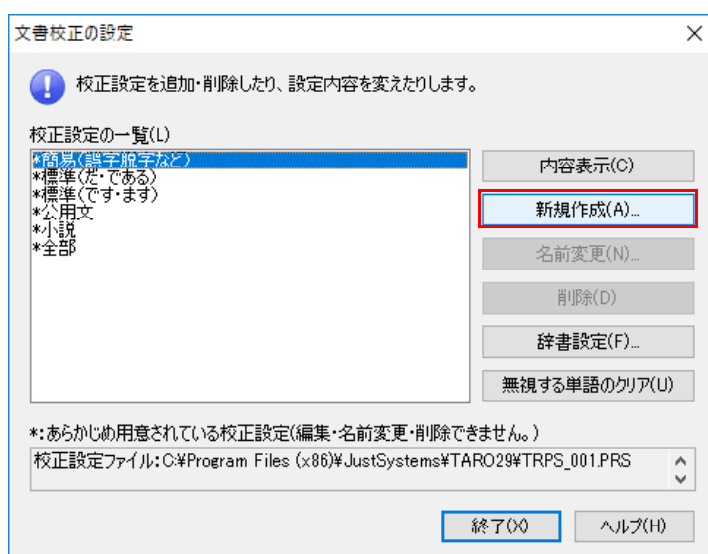 文書校正の設定
校正設定を追加・削除したり、設定内容を変えたりします。
校正設定の一覧(L)
*簡易(誤字脱字など)
*標準(だ・である)
*標準(です・ます)
*公用文
*小説
*全部
内容表示(C)
新規作成(A)...
名前変更(N)...
削除(D)
辞書設定(F)...
無視する単語のクリア(U)
*:あらかじめ用意されている校正設定(編集・名前変更・削除できません。)
校正設定ファイル:C:¥Program Files (x86)¥JustSystems¥TARO29¥TRPS_001.PRS
終了(X)
ヘルプ(H)